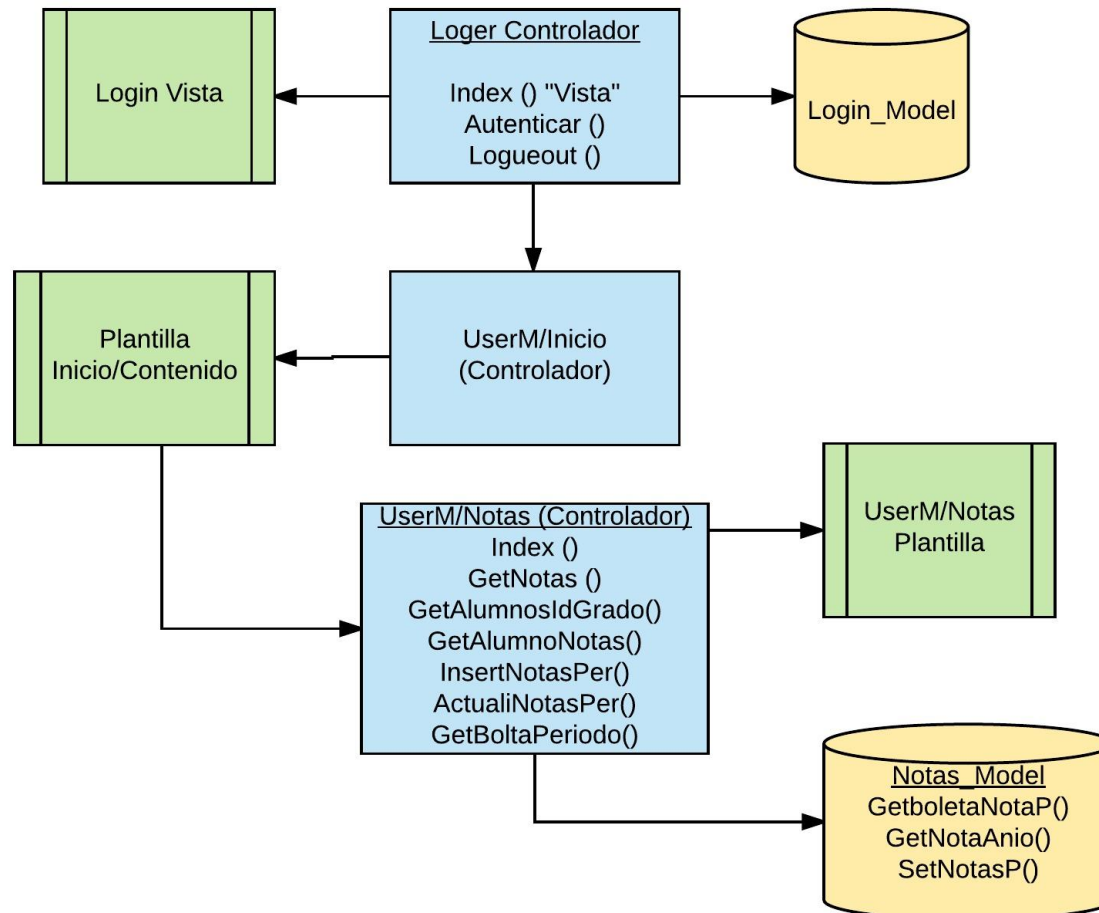 Login Vista
Loger Controlador
Index () "Vista"
Autenticar ()
Logueout ()
Login_Model
Plantilla
Inicio/Contenido
UserM/Inicio
(Controlador)
UserM/Notas (Controlador)
Index ()
GetNotas ()
GetAlumnosIdGrado()
GetAlumnoNotas()
InsertNotasPer()
ActualiNotasPer()
GetBoltaPeriodo()
UserM/Notas
Plantilla
Notas_Model
GetboletaNotaP()
GetNotaAnio()
SetNotasP()